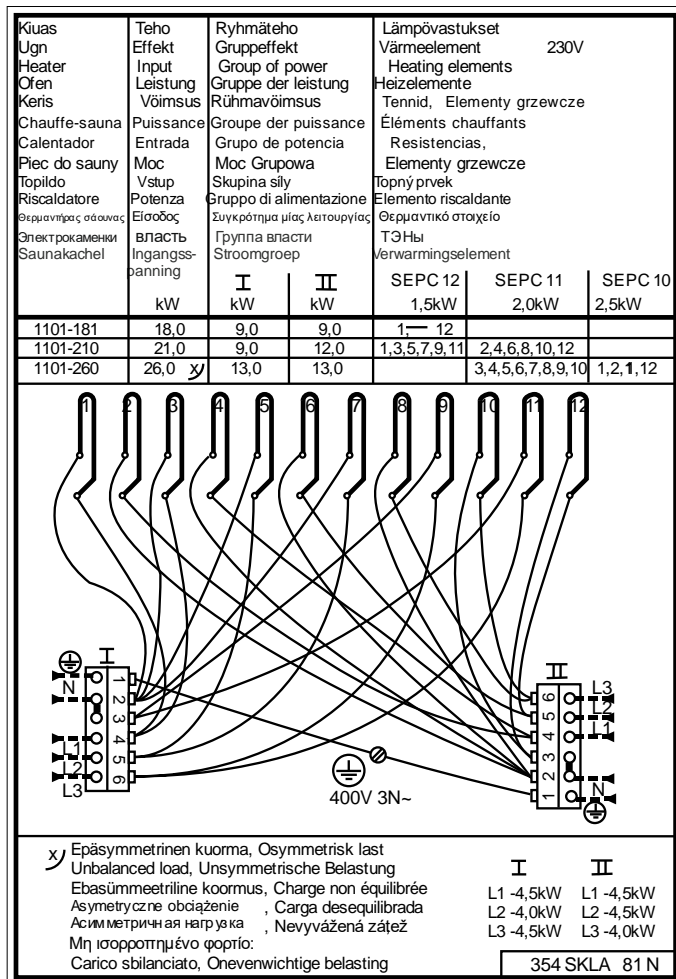 Kiuas Teho Ryhmäteho Lämpövastukset
Ugn Effekt Gruppeffekt Värmeelement 230V
Heater Input Group of power Heating elements
Ofen Leistung Gruppe der leistung Heizelemente
Keris Vöimsus Rühmavöimsus Tennid, Elementy grzewcze
Chauffe-sauna Puissance Groupe der puissance Éléments chauffants
Calentador Entrada Grupo de potencia Resistencias,
Piec do sauny Moc Moc Grupowa Elementy grzewcze
Topildo Vstup Skupina síly Topný prvek
Riscaldatore Potenza Gruppo di alimentazione Elemento riscaldante
Θερμαντήρας σάουνας Είσοδος Συγκρότημα μίας λειτουργίας Θερμαντικό στοιχείο
Электрокаменки власть Группа власти ТЭНы
Saunakachel Ingangss- Stroomgroep Verwarmingselement
panning
I II SEPC 12 SEPC 11 SEPC 10
kW kW kW 1,5kW 2,0kW 2,5kW
1101-181 18,0 9,0 9,0 1,— 12
1101-210 21,0 9,0 12,0 1,3,5,7,9,11 2,4,6,8,10,12
1101-260 26,0 x) 13,0 13,0 3,4,5,6,7,8,9,10 1,2,11,12
1 2 3 4 5 6 7 8 9 10 11 12
I II
N 1 2 3 4 5 6 L1 L2 L3
6 5 4 3 2 1 L3 L2 L1 N
400V 3N~
x) Epäsymmetrinen kuorma, Osymmetrisk last
Unbalanced load, Unsymmetrische Belastung
Ebasümmeetriline koormus, Charge non équilibrée
Asymetryczne obciążenie , Carga desequilibrada
Асимметричная нагрузка , Nevyvážená zátež
Μη ισορροπημένο φορτίο:
Carico sbilanciato, Onevenwichtige belasting
I II
L1 -4,5kW L1 -4,5kW
L2 -4,0kW L2 -4,5kW
L3 -4,5kW L3 -4,0kW
354 SKLA 81 N